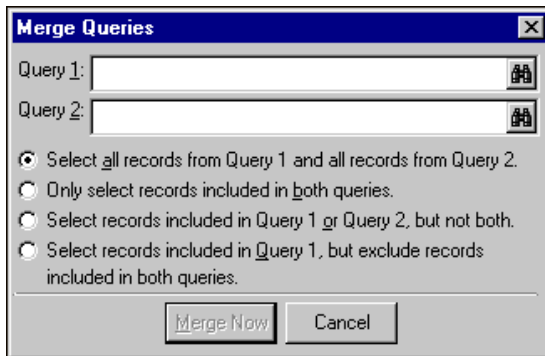 Merge Queries
Query 1:
Query 2:
Select all records from Query 1 and all records from Query 2.
Only select records included in both queries.
Select records included in Query 1 or Query 2, but not both.
Select records included in Query 1, but exclude records
included in both queries.
Merge Now Cancel